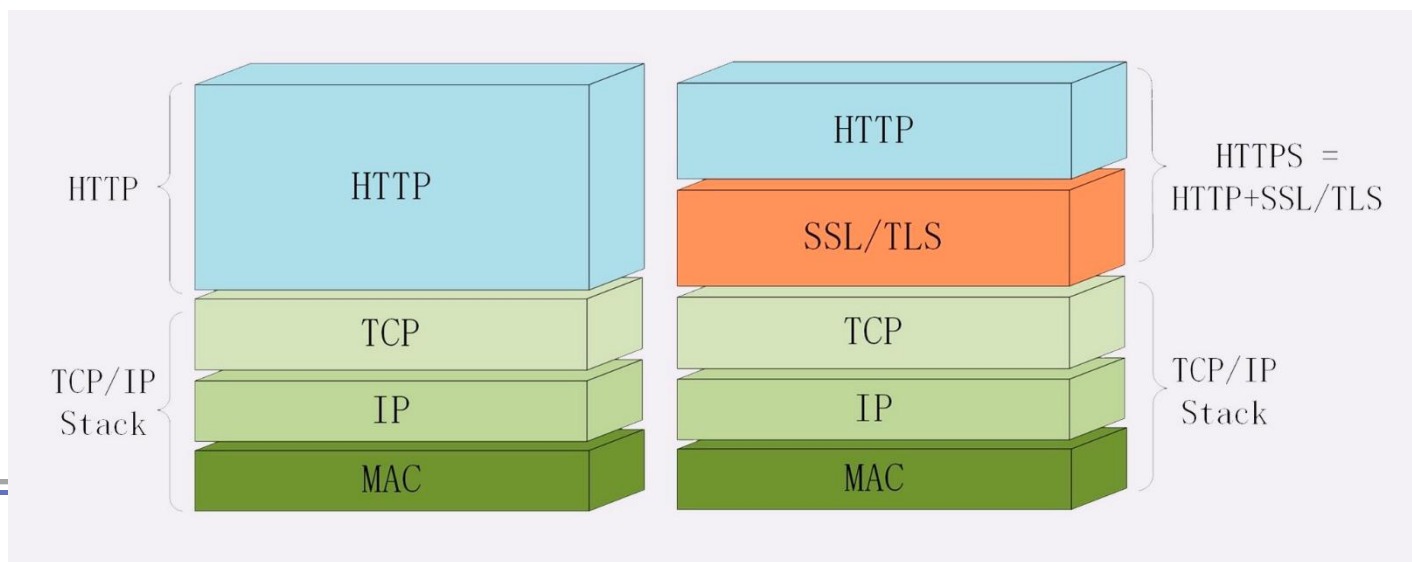 HTTP
HTTP
TCP/IP
Stack
TCP
IP
MAC
HTTP
SSL/TLS
HTTPS =
HTTP+SSL/TLS
TCP
IP
MAC
TCP/IP
Stack